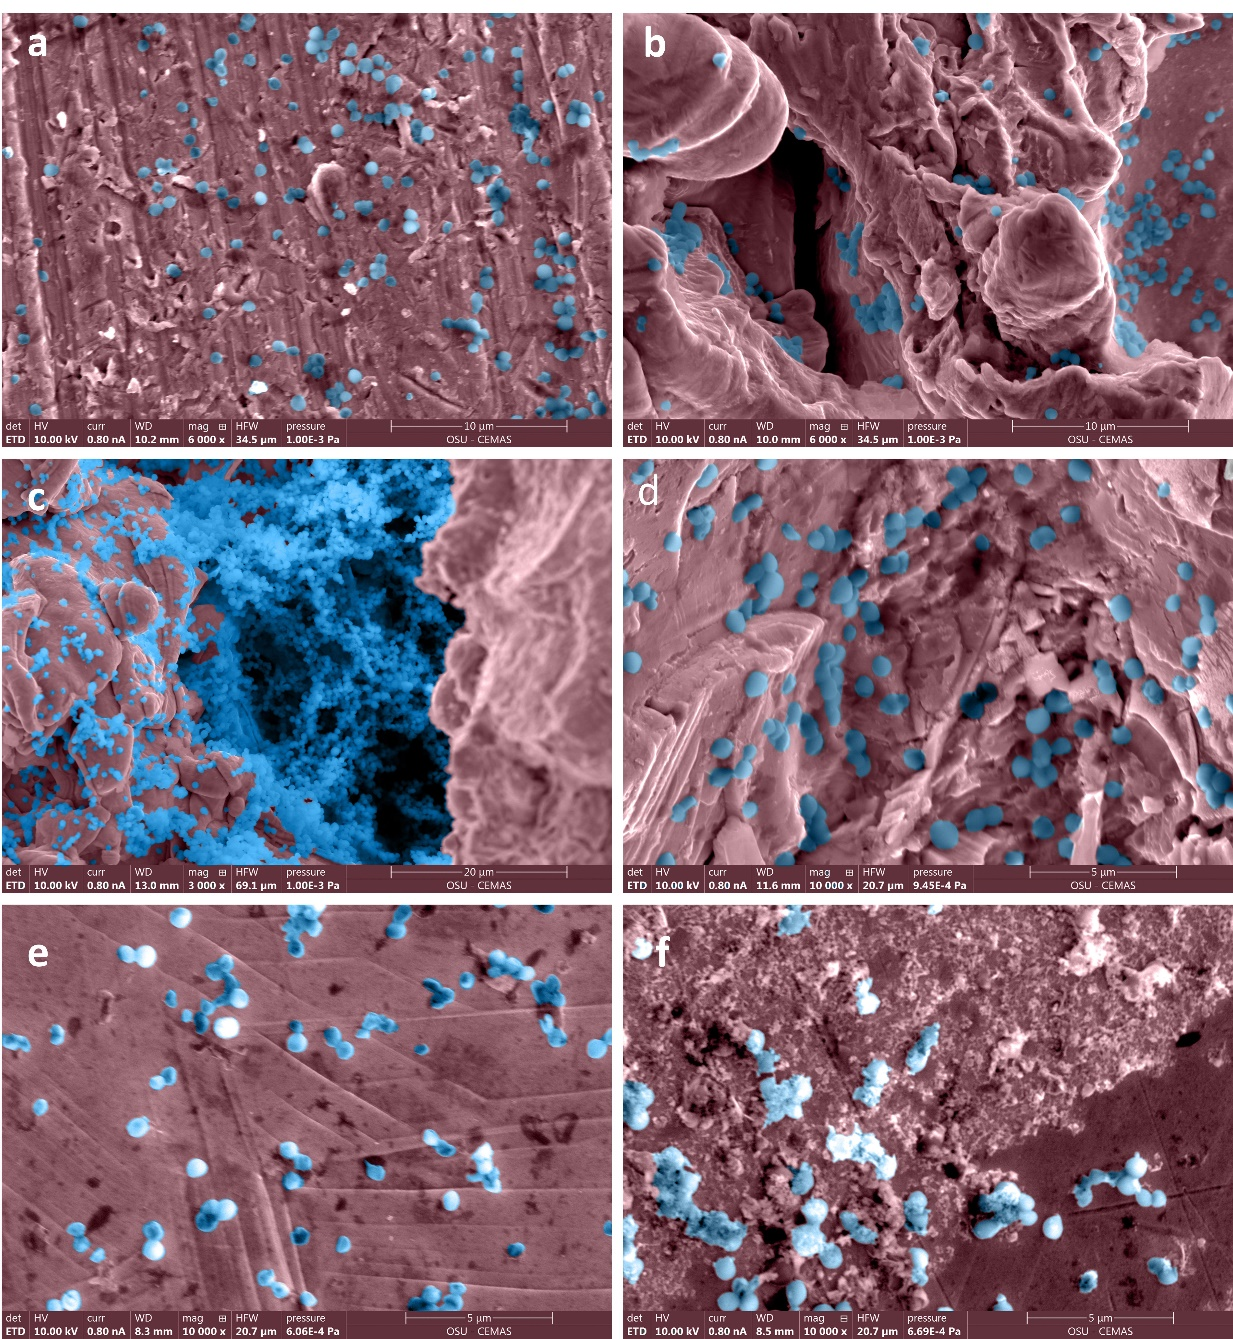 a
det HV curr WD mag ⊞ HFW pressure 10 µm
ETD 10.00 kV 0.80 nA 10.2 mm 6 000 x 34.5 µm 1.00E-3 Pa OSU - CEMAS
b
det HV curr WD mag ⊞ HFW pressure 10 µm
ETD 10.00 kV 0.80 nA 10.0 mm 6 000 x 34.5 µm 1.00E-3 Pa OSU - CEMAS
c
det HV curr WD mag ⊞ HFW pressure 20 µm
ETD 10.00 kV 0.80 nA 13.0 mm 3 000 x 69.1 µm 1.00E-3 Pa OSU - CEMAS
d
det HV curr WD mag ⊞ HFW pressure 5 µm
ETD 10.00 kV 0.80 nA 11.6 mm 10 000 x 20.7 µm 9.45E-4 Pa OSU - CEMAS
e
det HV curr WD mag ⊞ HFW pressure 5 µm
ETD 10.00 kV 0.80 nA 8.3 mm 10 000 x 20.7 µm 6.06E-4 Pa OSU - CEMAS
f
det HV curr WD mag ⊟ HFW pressure 5 µm
ETD 10.00 kV 0.80 nA 8.5 mm 10 000 x 20.7 µm 6.69E-4 Pa OSU - CEMAS